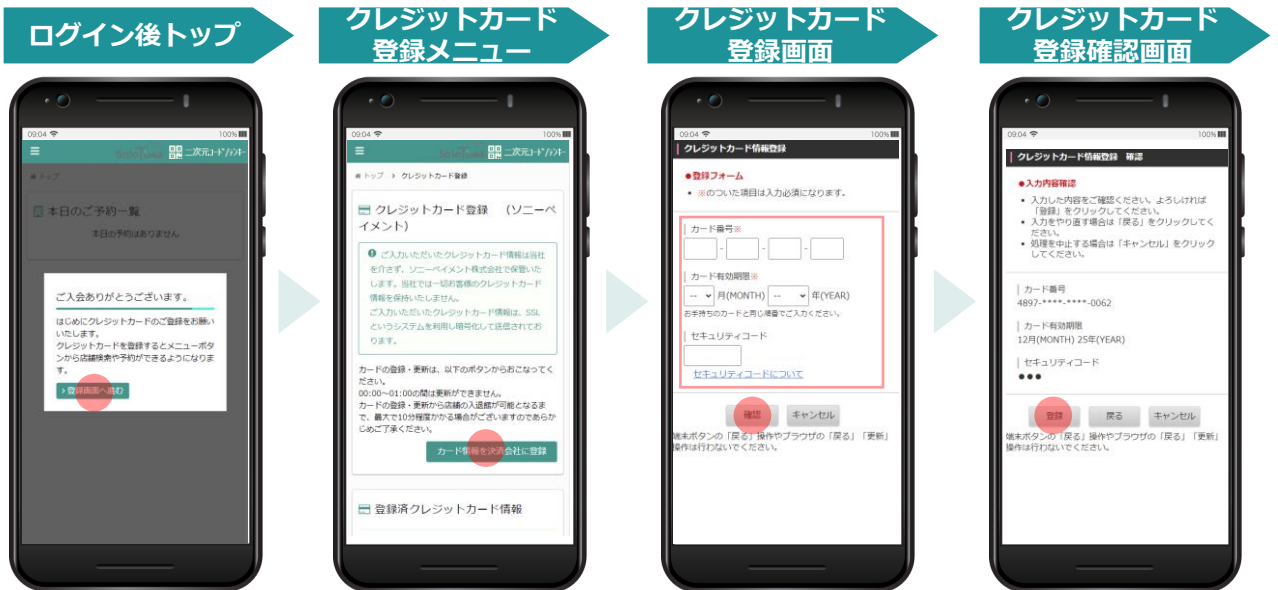 ログイン後トップ
09:04
100%
SoloTime 二次元コード/ﾃﾝｷｰ
トップ
本日のご予約一覧
本日の予約はありません
ご入会ありがとうございます。
はじめにクレジットカードのご登録をお願い
いたします。
クレジットカードを登録するとメニューボタ
ンから店舗検索や予約ができるようになりま
す。
登録画面へ進む
クレジットカード
登録メニュー
09:04
100%
二次元コード/ﾃﾝｷｰ
トップ > クレジットカード登録
クレジットカード登録 (ソニーペ
イメント)
ご入力いただいたクレジットカード情報は当社
を介さず、ソニーペイメント株式会社で保管いた
します。当社では一切お客様のクレジットカード
情報を保持いたしません。
ご入力いただいたクレジットカード情報は、SSL
というシステムを利用し暗号化して送信されてお
ります。
カードの登録・更新は、以下のボタンからおこなってく
ださい。
00:00～01:00の間は更新ができません。
カードの登録・更新から店舗の入退館が可能となるま
で、最大で10分程度かかる場合がございますのであらか
じめご了承ください。
カード情報を決済会社に登録
登録済クレジットカード情報
クレジットカード
登録画面
09:04
100%
クレジットカード情報登録
●登録フォーム
• ※のついた項目は入力必須になります。
カード番号※
- - -
カード有効期限※
-- 月(MONTH) -- 年(YEAR)
お手持ちのカードと同じ順番でご入力ください。
セキュリティコード
セキュリティコードについて
確認 キャンセル
端末ボタンの「戻る」操作やブラウザの「戻る」「更新」
操作は行わないでください。
クレジットカード
登録確認画面
09:04
100%
クレジットカード情報登録 確認
●入力内容確認
• 入力した内容をご確認ください。よろしければ
「登録」をクリックしてください。
• 入力をやり直す場合は「戻る」をクリックしてく
ださい。
• 処理を中止する場合は「キャンセル」をクリック
してください。
カード番号
4897-****-****-0062
カード有効期限
12月(MONTH) 25年(YEAR)
セキュリティコード
●●●
登録 戻る キャンセル
端末ボタンの「戻る」操作やブラウザの「戻る」「更新」
操作は行わないでください。